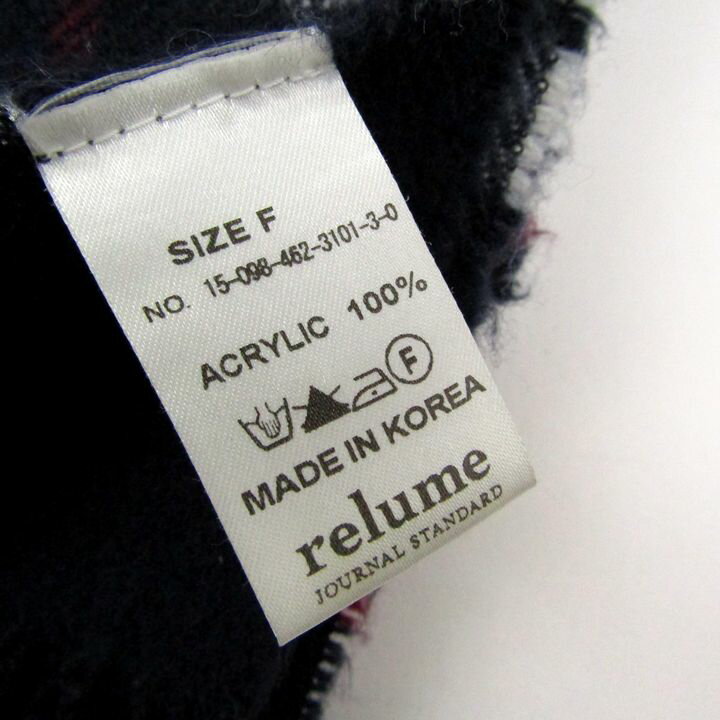 SIZE F
NO. 15-098-462-3101-3-0
ACRYLIC 100%
F
MADE IN KOREA
relume
JOURNAL STANDARD